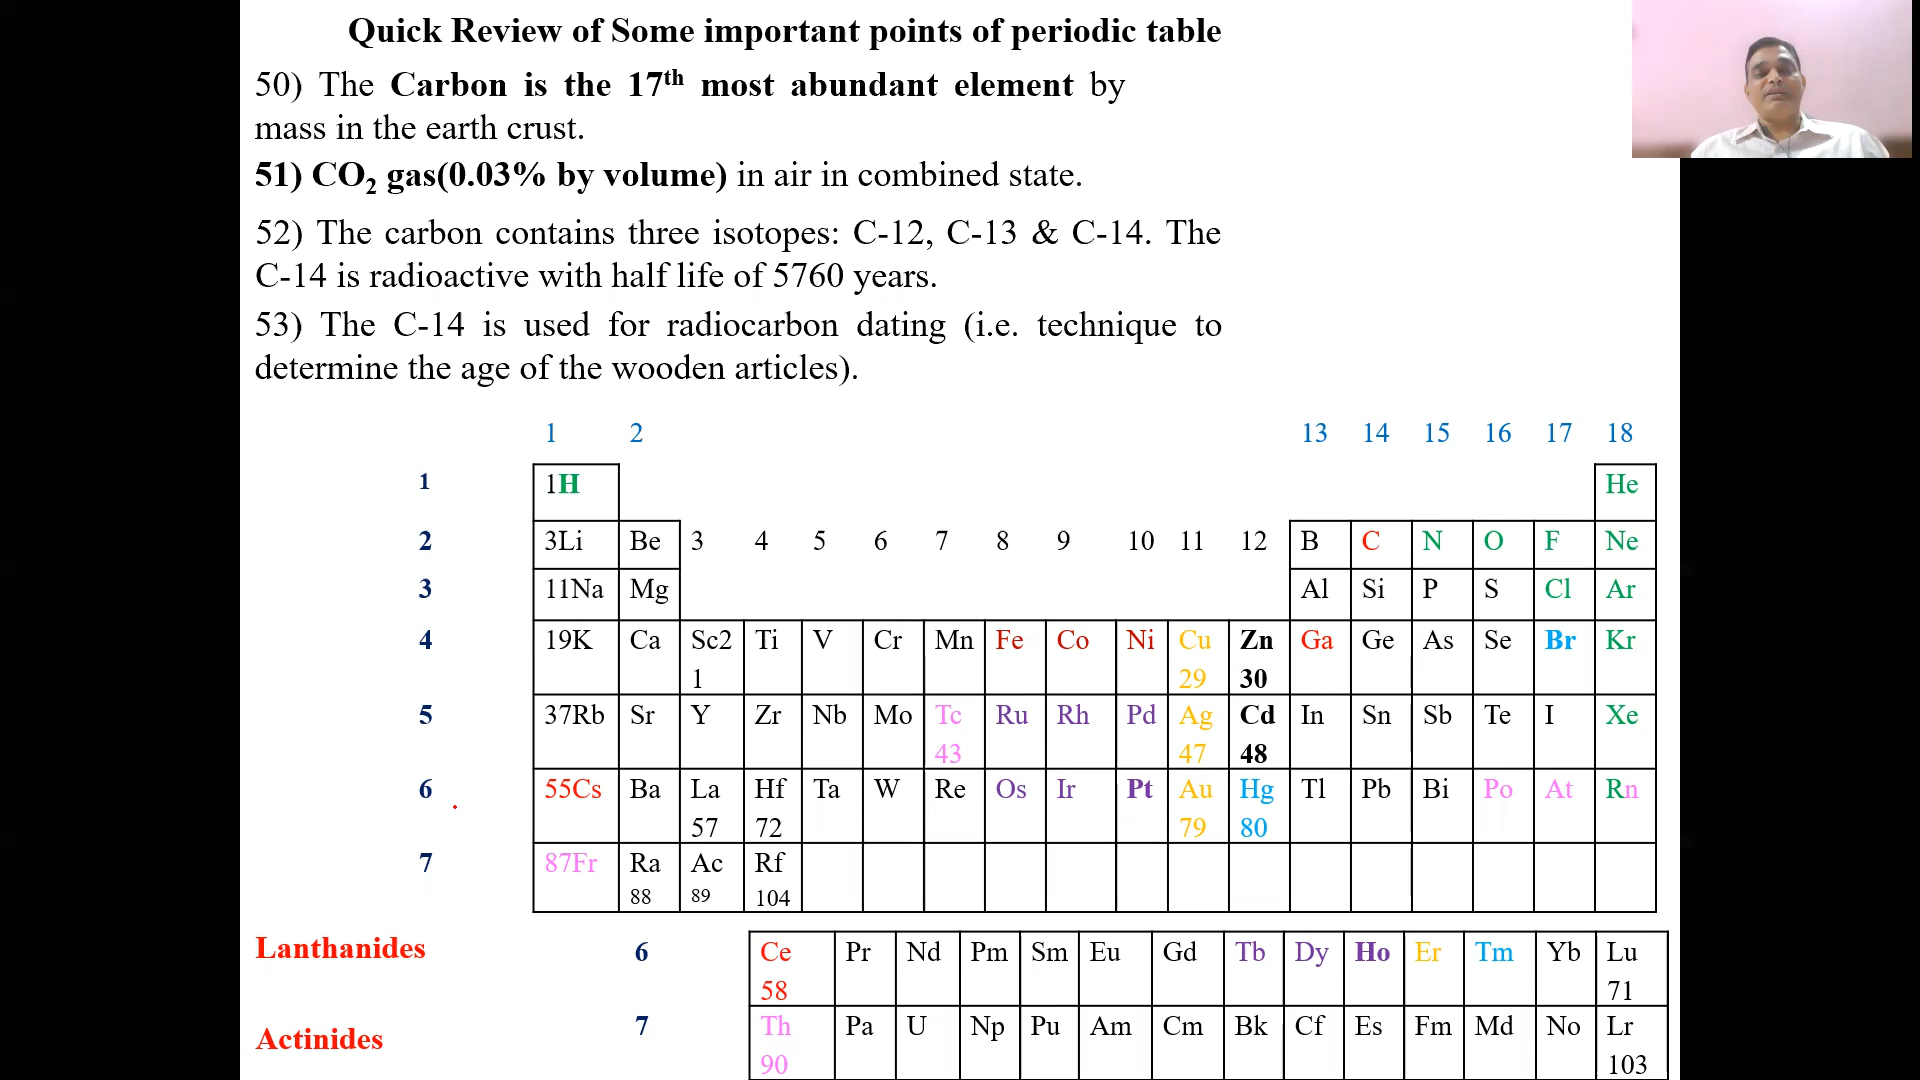 Quick Review of Some important points of periodic table
50) The Carbon is the 17th most abundant element by
mass in the earth crust.
51) CO2 gas(0.03% by volume) in air in combined state.
52) The carbon contains three isotopes: C-12, C-13 & C-14. The
C-14 is radioactive with half life of 5760 years.
53) The C-14 is used for radiocarbon dating (i.e. technique to
determine the age of the wooden articles).
1 2 13 14 15 16 17 18
1 1H He
2 3Li Be 3 4 5 6 7 8 9 10 11 12 B C N O F Ne
3 11Na Mg Al Si P S Cl Ar
4 19K Ca Sc2 Ti V Cr Mn Fe Co Ni Cu Zn Ga Ge As Se Br Kr
1 29 30
5 37Rb Sr Y Zr Nb Mo Tc Ru Rh Pd Ag Cd In Sn Sb Te I Xe
43 47 48
6 55Cs Ba La Hf Ta W Re Os Ir Pt Au Hg Tl Pb Bi Po At Rn
57 72 79 80
7 87Fr Ra Ac Rf
88 89 104
Lanthanides 6 Ce Pr Nd Pm Sm Eu Gd Tb Dy Ho Er Tm Yb Lu
58 71
Actinides 7 Th Pa U Np Pu Am Cm Bk Cf Es Fm Md No Lr
90 103